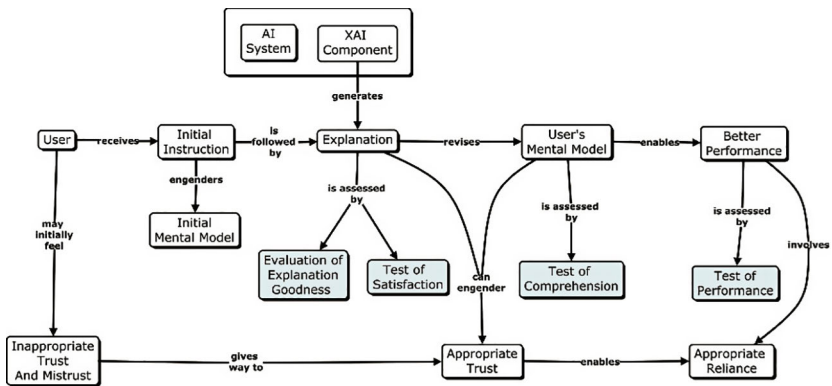 AI
System
XAI
Component
generates
User
receives
Initial
Instruction
is
followed
by
Explanation
revises
User's
Mental Model
enables
Better
Performance
engenders
Initial
Mental Model
may
initially
feel
is assessed
by
Evaluation of
Explanation
Goodness
Test of
Satisfaction
can
engender
is assessed
by
Test of
Comprehension
is assessed
by
Test of
Performance
involves
Inappropriate
Trust
And Mistrust
gives
way to
Appropriate
Trust
enables
Appropriate
Reliance